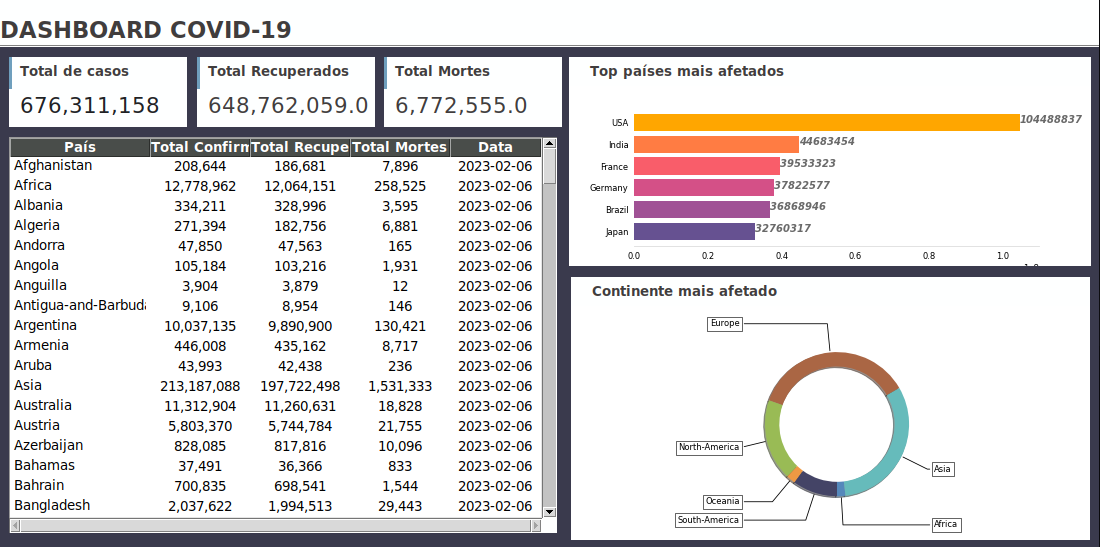 DASHBOARD COVID-19
Total de casos
676,311,158
Total Recuperados
648,762,059.0
Total Mortes
6,772,555.0
País Total Confirm Total Recupe Total Mortes Data
Afghanistan 208,644 186,681 7,896 2023-02-06
Africa 12,778,962 12,064,151 258,525 2023-02-06
Albania 334,211 328,996 3,595 2023-02-06
Algeria 271,394 182,756 6,881 2023-02-06
Andorra 47,850 47,563 165 2023-02-06
Angola 105,184 103,216 1,931 2023-02-06
Anguilla 3,904 3,879 12 2023-02-06
Antigua-and-Barbuda 9,106 8,954 146 2023-02-06
Argentina 10,037,135 9,890,900 130,421 2023-02-06
Armenia 446,008 435,162 8,717 2023-02-06
Aruba 43,993 42,438 236 2023-02-06
Asia 213,187,088 197,722,498 1,531,333 2023-02-06
Australia 11,312,904 11,260,631 18,828 2023-02-06
Austria 5,803,370 5,744,784 21,755 2023-02-06
Azerbaijan 828,085 817,816 10,096 2023-02-06
Bahamas 37,491 36,366 833 2023-02-06
Bahrain 700,835 698,541 1,544 2023-02-06
Bangladesh 2,037,622 1,994,513 29,443 2023-02-06
Top países mais afetados
USA 104488837
India 44683454
France 39533323
Germany 37822577
Brazil 36868946
Japan 32760317
0.0 0.2 0.4 0.6 0.8 1.0
Continente mais afetado
Europe
North-America
Asia
Oceania
South-America
Africa